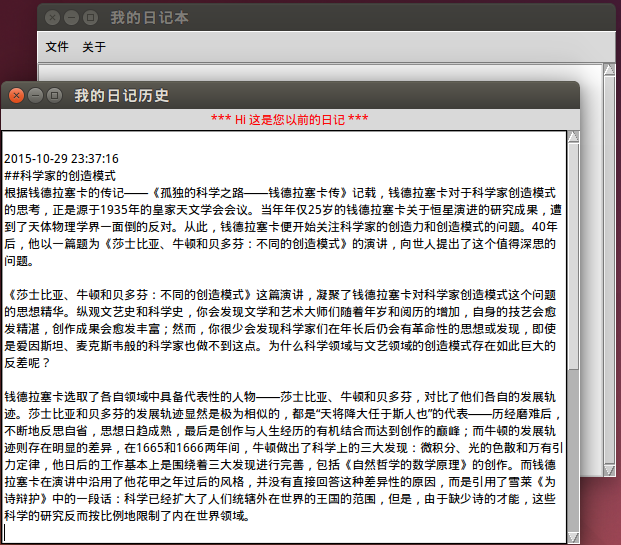 我的日记本
文件 关于
我的日记历史
*** Hi 这是您以前的日记 ***
2015-10-29 23:37:16
##科学家的创造模式
根据钱德拉塞卡的传记——《孤独的科学之路——钱德拉塞卡传》记载，钱德拉塞卡对于科学家创造模式
的思考，正是源于1935年的皇家天文学会会议。当年年仅25岁的钱德拉塞卡关于恒星演进的研究成果，遭
到了天体物理学界一面倒的反对。从此，钱德拉塞卡便开始关注科学家的创造力和创造模式的问题。40年
后，他以一篇题为《莎士比亚、牛顿和贝多芬：不同的创造模式》的演讲，向世人提出了这个值得深思的
问题。
《莎士比亚、牛顿和贝多芬：不同的创造模式》这篇演讲，凝聚了钱德拉塞卡对科学家创造模式这个问题
的思想精华。纵观文艺史和科学史，你会发现文学和艺术大师们随着年岁和阅历的增加，自身的技艺会愈
发精湛，创作成果会愈发丰富；然而，你很少会发现科学家们在年长后仍会有革命性的思想或发现，即使
是爱因斯坦、麦克斯韦般的科学家也做不到这点。为什么科学领域与文艺领域的创造模式存在如此巨大的
反差呢？
钱德拉塞卡选取了各自领域中具备代表性的人物——莎士比亚、牛顿和贝多芬，对比了他们各自的发展轨
迹。莎士比亚和贝多芬的发展轨迹显然是极为相似的，都是“天将降大任于斯人也”的代表——历经磨难后，
不断地反思自省，思想日趋成熟，最后是创作与人生经历的有机结合而达到创作的巅峰；而牛顿的发展轨
迹则存在明显的差异，在1665和1666两年间，牛顿做出了科学上的三大发现：微积分、光的色散和万有引
力定律，他日后的工作基本上是围绕着三大发现进行完善，包括《自然哲学的数学原理》的创作。而钱德
拉塞卡在演讲中沿用了他花甲之年过后的风格，并没有直接回答这种差异性的原因，而是引用了雪莱《为
诗辩护》中的一段话：科学已经扩大了人们统辖外在世界的王国的范围，但是，由于缺少诗的才能，这些
科学的研究反而按比例地限制了内在世界领域。